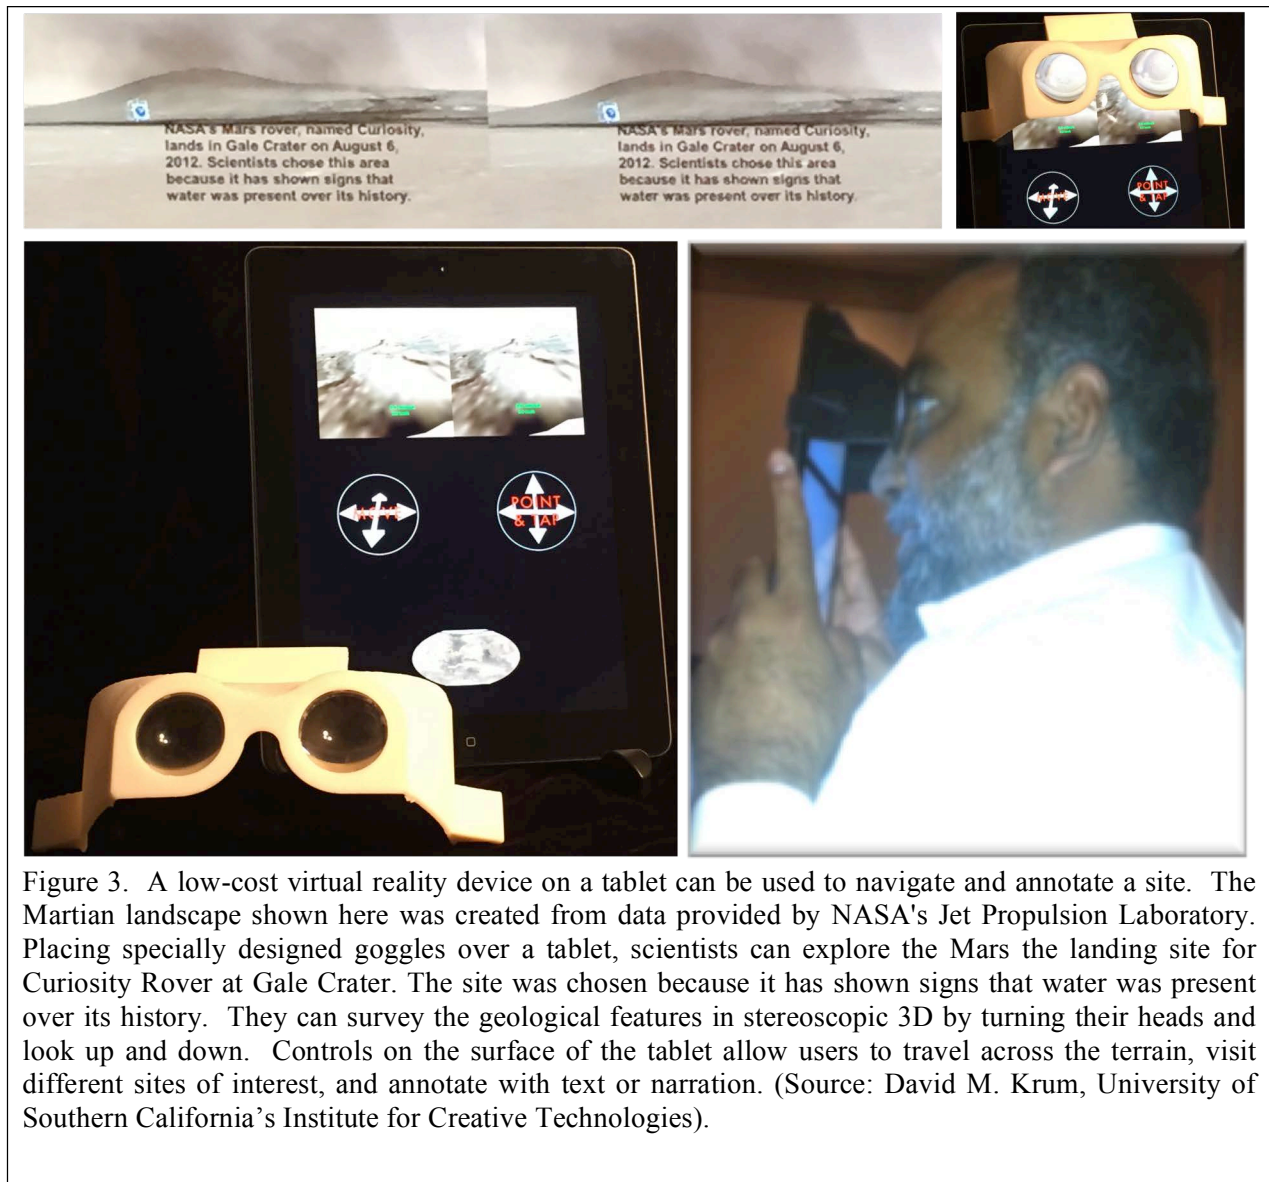 NASA's Mars rover, named Curiosity,
lands in Gale Crater on August 6,
2012. Scientists chose this area
because it has shown signs that
water was present over its history.
NASA's Mars rover, named Curiosity,
lands in Gale Crater on August 6,
2012. Scientists chose this area
because it has shown signs that
water was present over its history.
MOVE
POINT
& TAP
MOVE
POINT
& TAP
Figure 3.  A low-cost virtual reality device on a tablet can be used to navigate and annotate a site.  The
Martian landscape shown here was created from data provided by NASA's Jet Propulsion Laboratory.
Placing specially designed goggles over a tablet, scientists can explore the Mars the landing site for
Curiosity Rover at Gale Crater. The site was chosen because it has shown signs that water was present
over its history.  They can survey the geological features in stereoscopic 3D by turning their heads and
look up and down.  Controls on the surface of the tablet allow users to travel across the terrain, visit
different sites of interest, and annotate with text or narration. (Source: David M. Krum, University of
Southern California’s Institute for Creative Technologies).